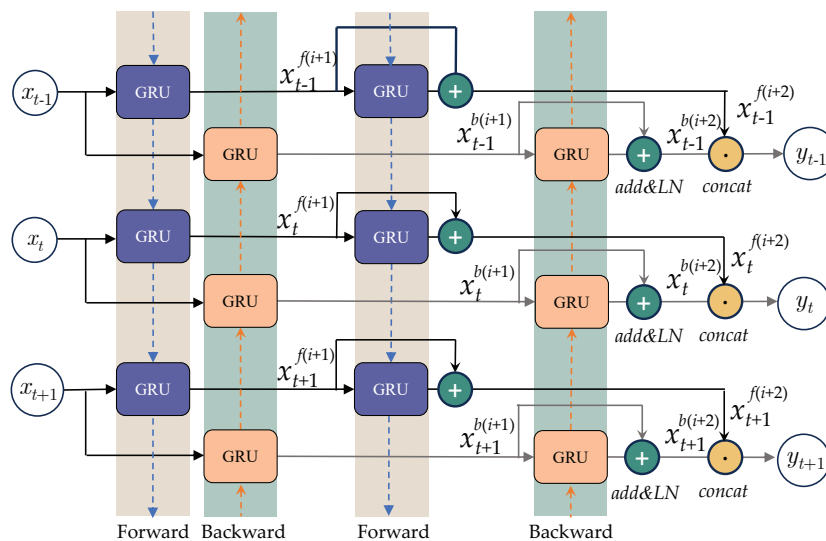 x_{t-1}
GRU
x_{t-1}^{f(i+1)}
GRU
+
x_{t-1}^{f(i+2)}
GRU
x_{t-1}^{b(i+1)}
GRU
+
x_{t-1}^{b(i+2)}
·
y_{t-1}
add&LN
concat
x_t
GRU
x_t^{f(i+1)}
GRU
+
x_t^{f(i+2)}
GRU
x_t^{b(i+1)}
GRU
+
x_t^{b(i+2)}
·
y_t
add&LN
concat
x_{t+1}
GRU
x_{t+1}^{f(i+1)}
GRU
+
x_{t+1}^{f(i+2)}
GRU
x_{t+1}^{b(i+1)}
GRU
+
x_{t+1}^{b(i+2)}
·
y_{t+1}
add&LN
concat
Forward
Backward
Forward
Backward